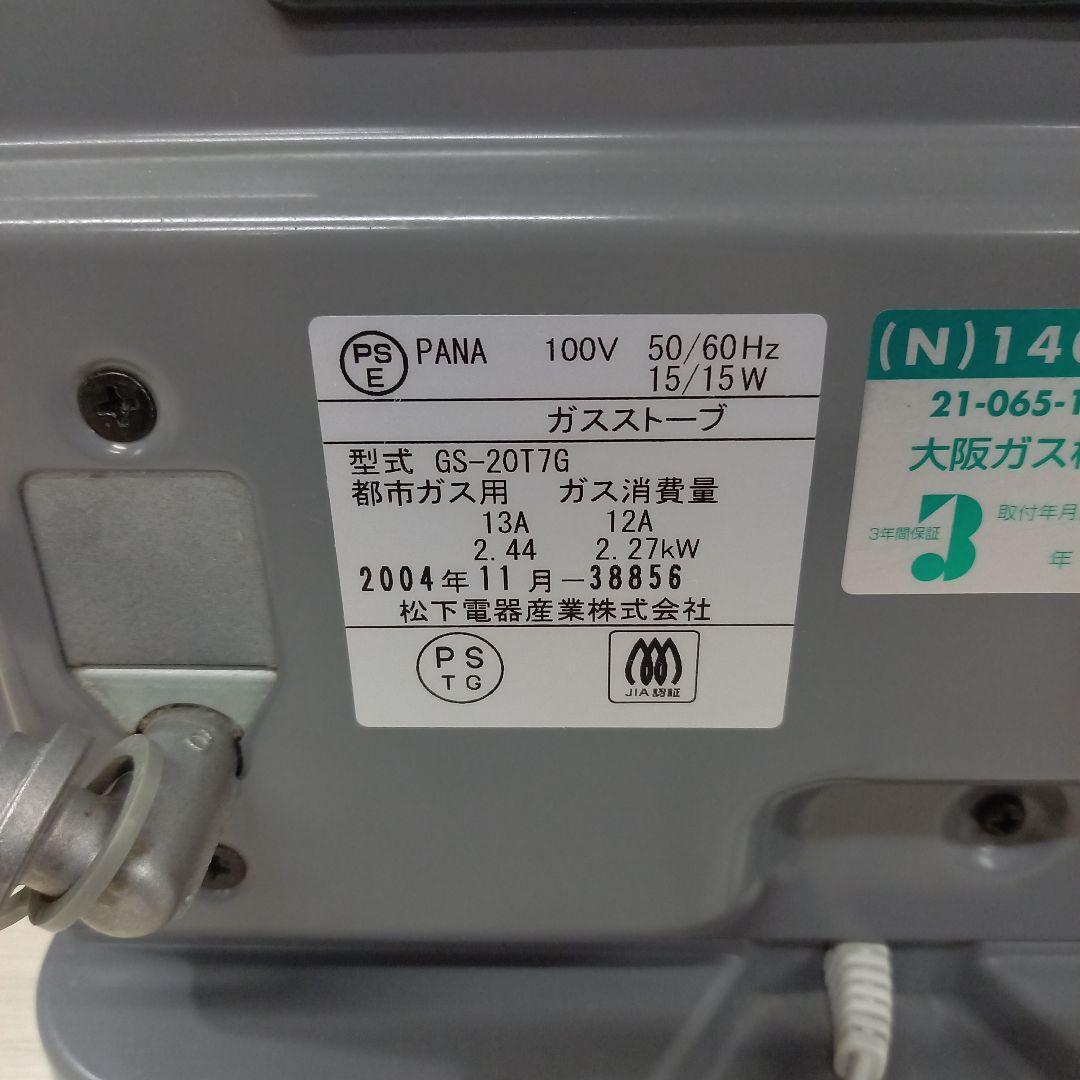 PS E PANA 100V 50/60Hz
15/15W
ガスストーブ
型式 GS-20T7G
都市ガス用 ガス消費量
13A 12A
2.44 2.27kW
2004年11月-38856
松下電器産業株式会社
PS TG
JIA認証
(N)14
21-065-1
大阪ガス
3年間保証
取付年月
年